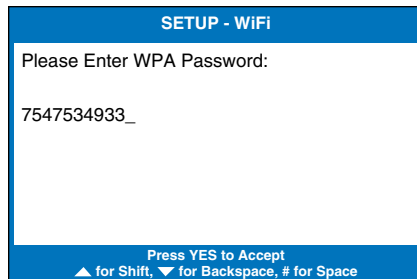 SETUP - WiFi
Please Enter WPA Password:
7547534933_
Press YES to Accept
▲ for Shift, ▼ for Backspace, # for Space